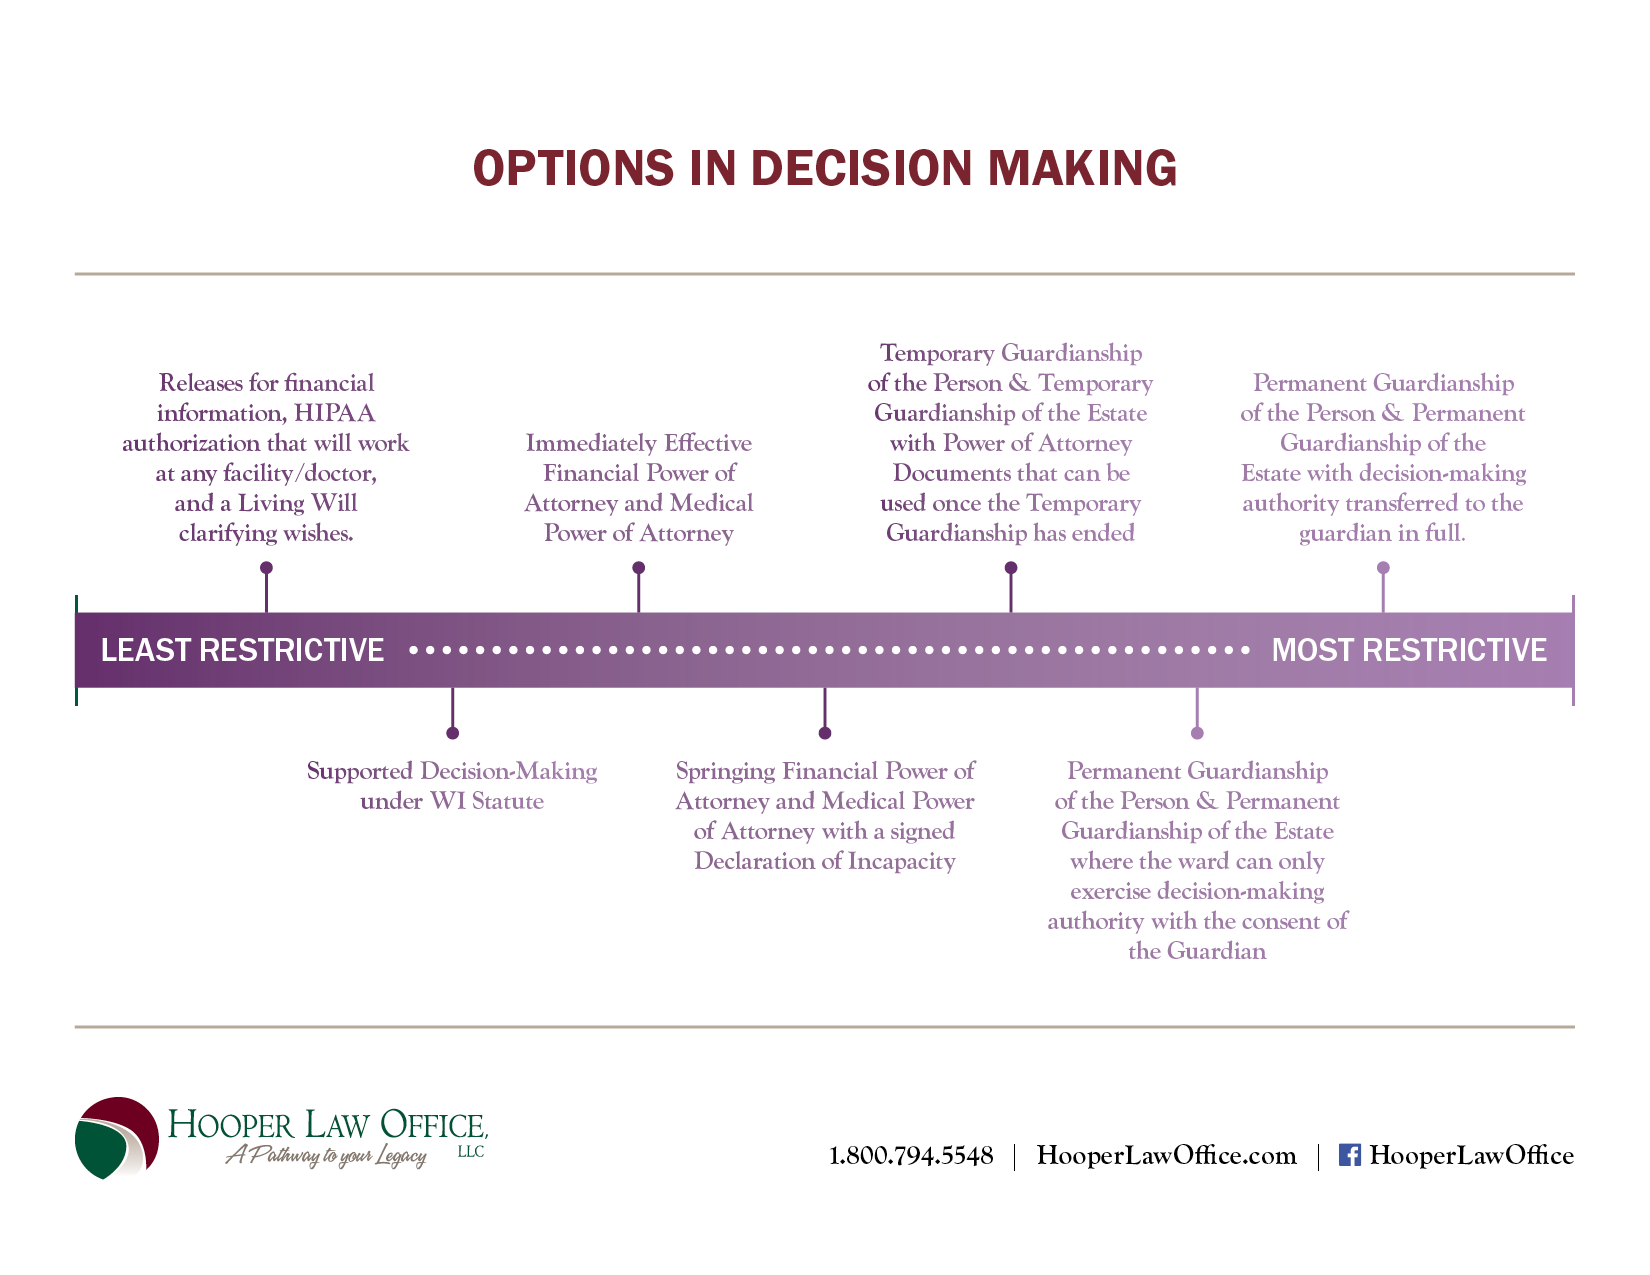 OPTIONS IN DECISION MAKING
Releases for financial
information, HIPAA
authorization that will work
at any facility/doctor,
and a Living Will
clarifying wishes.
Immediately Effective
Financial Power of
Attorney and Medical
Power of Attorney
Temporary Guardianship
of the Person & Temporary
Guardianship of the Estate
with Power of Attorney
Documents that can be
used once the Temporary
Guardianship has ended
Permanent Guardianship
of the Person & Permanent
Guardianship of the
Estate with decision-making
authority transferred to the
guardian in full.
LEAST RESTRICTIVE
MOST RESTRICTIVE
Supported Decision-Making
under WI Statute
Springing Financial Power of
Attorney and Medical Power
of Attorney with a signed
Declaration of Incapacity
Permanent Guardianship
of the Person & Permanent
Guardianship of the Estate
where the ward can only
exercise decision-making
authority with the consent of
the Guardian
HOOPER LAW OFFICE,
LLC
A Pathway to your Legacy
1.800.794.5548 | HooperLawOffice.com | f HooperLawOffice